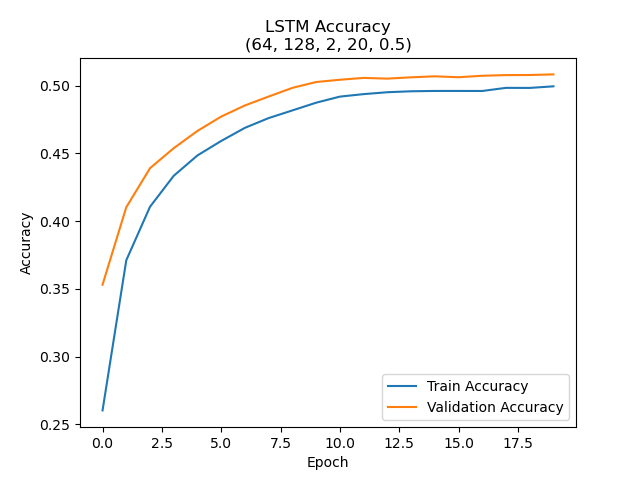 LSTM Accuracy
(64, 128, 2, 20, 0.5)
0.50
0.45
0.40
0.35
0.30
0.25
Accuracy
Train Accuracy
Validation Accuracy
0.0 2.5 5.0 7.5 10.0 12.5 15.0 17.5
Epoch